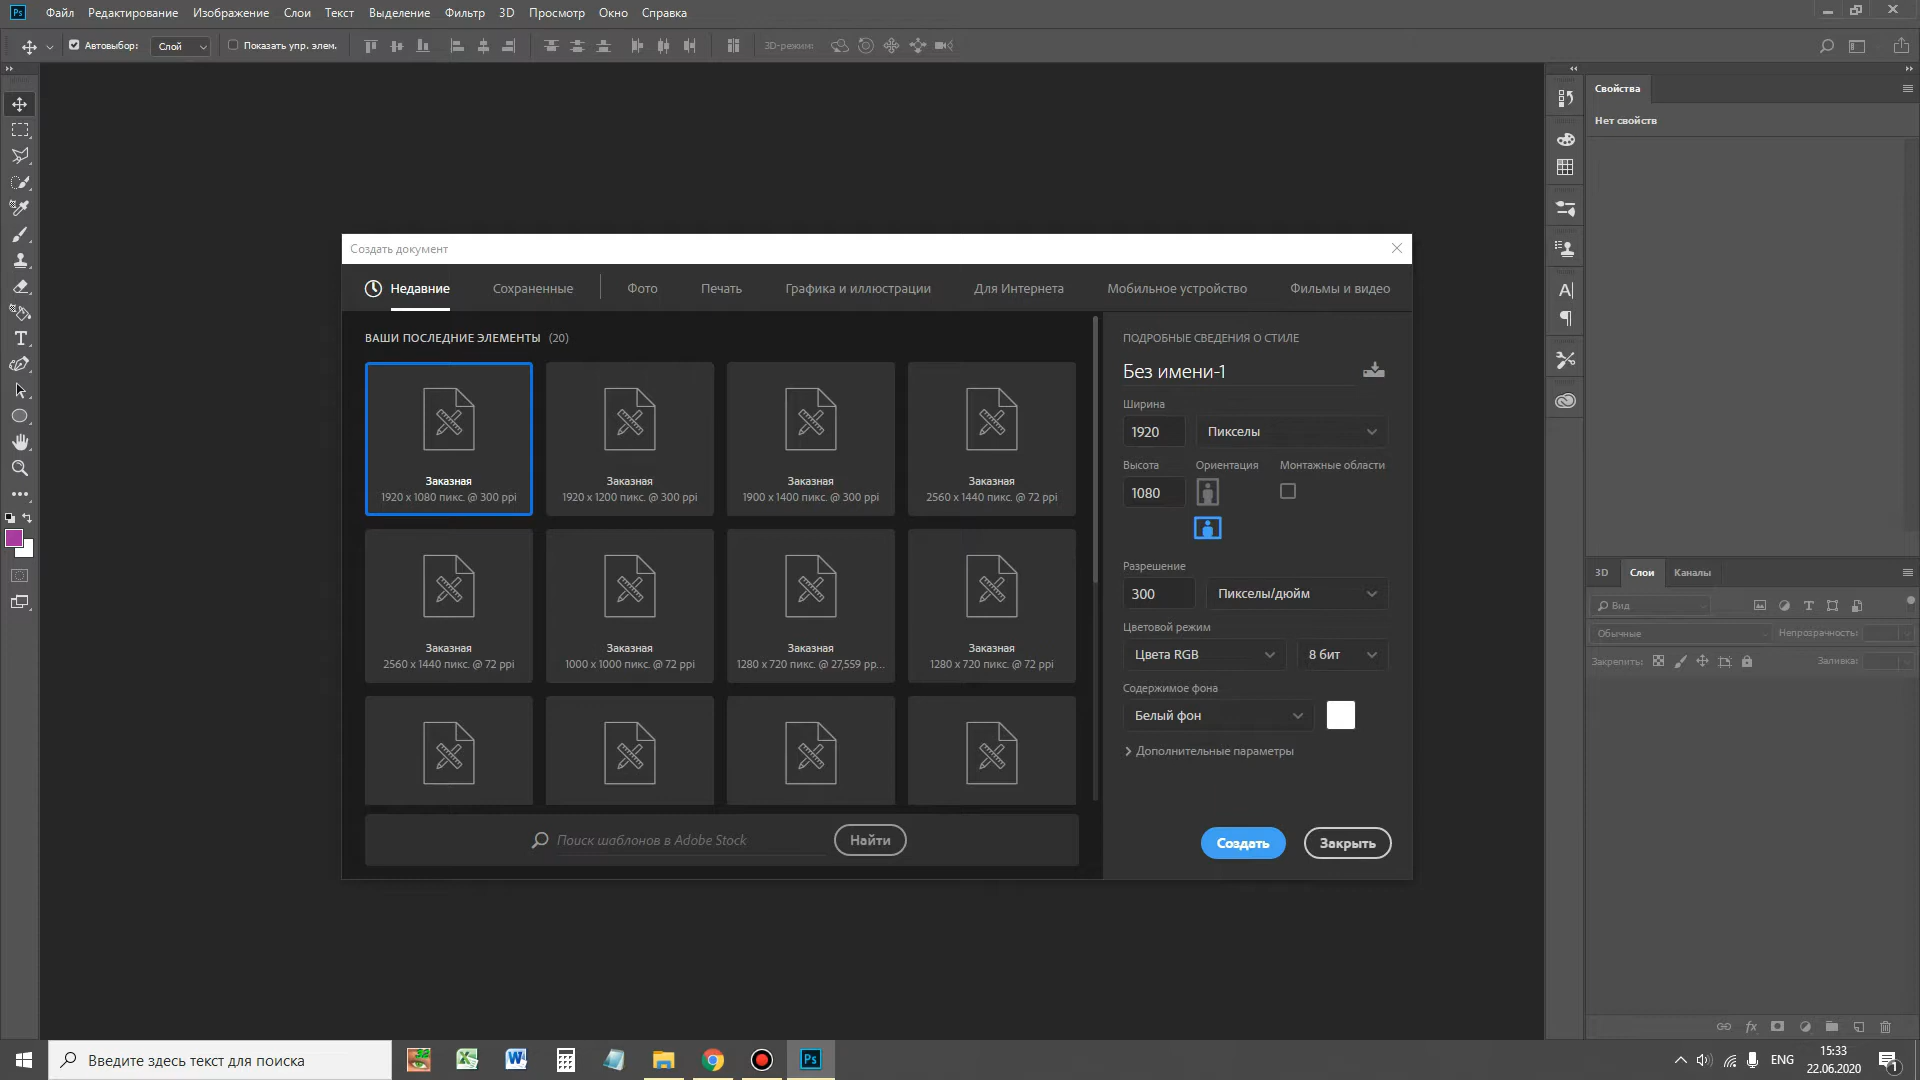 Ps Файл Редактирование Изображение Слои Текст Выделение Фильтр 3D Просмотр Окно Справка
Автовыбор: Слой Показать упр. элем. 3D-режим:
Свойства
Нет свойств
Создать документ
Недавние Сохраненные Фото Печать Графика и иллюстрации Для Интернета Мобильное устройство Фильмы и видео
ВАШИ ПОСЛЕДНИЕ ЭЛЕМЕНТЫ (20)
Заказная Заказная Заказная Заказная
1920 x 1080 пикс. @ 300 ppi 1920 x 1200 пикс. @ 300 ppi 1900 x 1400 пикс. @ 300 ppi 2560 x 1440 пикс. @ 72 ppi
Заказная Заказная Заказная Заказная
2560 x 1440 пикс. @ 72 ppi 1000 x 1000 пикс. @ 72 ppi 1280 x 720 пикс. @ 27,559 pp... 1280 x 720 пикс. @ 72 ppi
Поиск шаблонов в Adobe Stock Найти
ПОДРОБНЫЕ СВЕДЕНИЯ О СТИЛЕ
Без имени-1
Ширина
1920 Пикселы
Высота Ориентация Монтажные области
1080
Разрешение
300 Пикселы/дюйм
Цветовой режим
Цвета RGB 8 бит
Содержимое фона
Белый фон
Дополнительные параметры
Создать Закрыть
3D Слои Каналы
Вид
Обычные Непрозрачность:
Закрепить: Заливка:
Введите здесь текст для поиска
Ps
ENG
15:33
22.06.2020
1